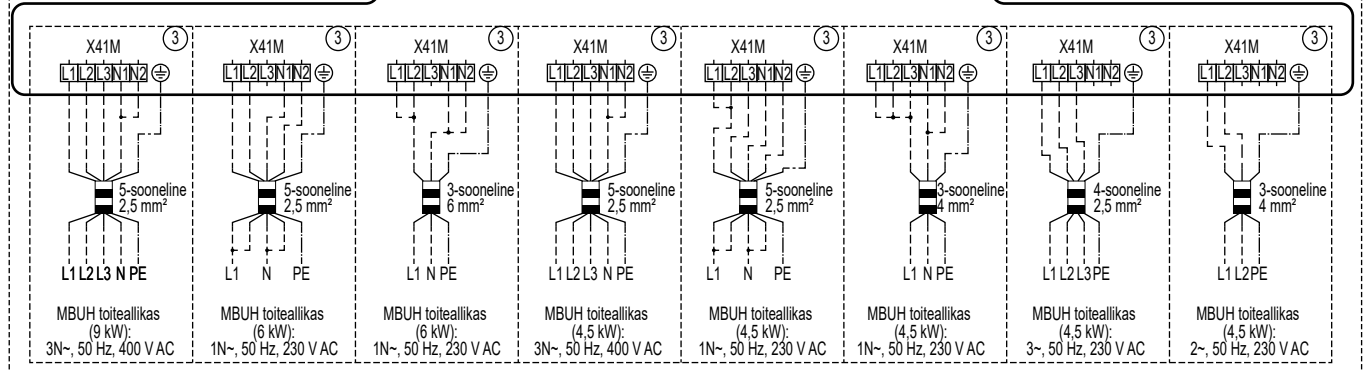 X41M 3
L1 L2 L3 N1 N2
5-sooneline
2,5 mm²
L1 L2 L3 N PE
MBUH toiteallikas
(9 kW):
3N~, 50 Hz, 400 V AC
X41M 3
L1 L2 L3 N1 N2
5-sooneline
2,5 mm²
L1 N PE
MBUH toiteallikas
(6 kW):
1N~, 50 Hz, 230 V AC
X41M 3
L1 L2 L3 N1 N2
3-sooneline
6 mm²
L1 N PE
MBUH toiteallikas
(6 kW):
1N~, 50 Hz, 230 V AC
X41M 3
L1 L2 L3 N1 N2
5-sooneline
2,5 mm²
L1 L2 L3 N PE
MBUH toiteallikas
(4,5 kW):
3N~, 50 Hz, 400 V AC
X41M 3
L1 L2 L3 N1 N2
5-sooneline
2,5 mm²
L1 N PE
MBUH toiteallikas
(4,5 kW):
1N~, 50 Hz, 230 V AC
X41M 3
L1 L2 L3 N1 N2
3-sooneline
4 mm²
L1 N PE
MBUH toiteallikas
(4,5 kW):
1N~, 50 Hz, 230 V AC
X41M 3
L1 L2 L3 N1 N2
4-sooneline
2,5 mm²
L1 L2 L3 PE
MBUH toiteallikas
(4,5 kW):
3~, 50 Hz, 230 V AC
X41M 3
L1 L2 L3 N1 N2
3-sooneline
4 mm²
L1 L2 PE
MBUH toiteallikas
(4,5 kW):
2~, 50 Hz, 230 V AC